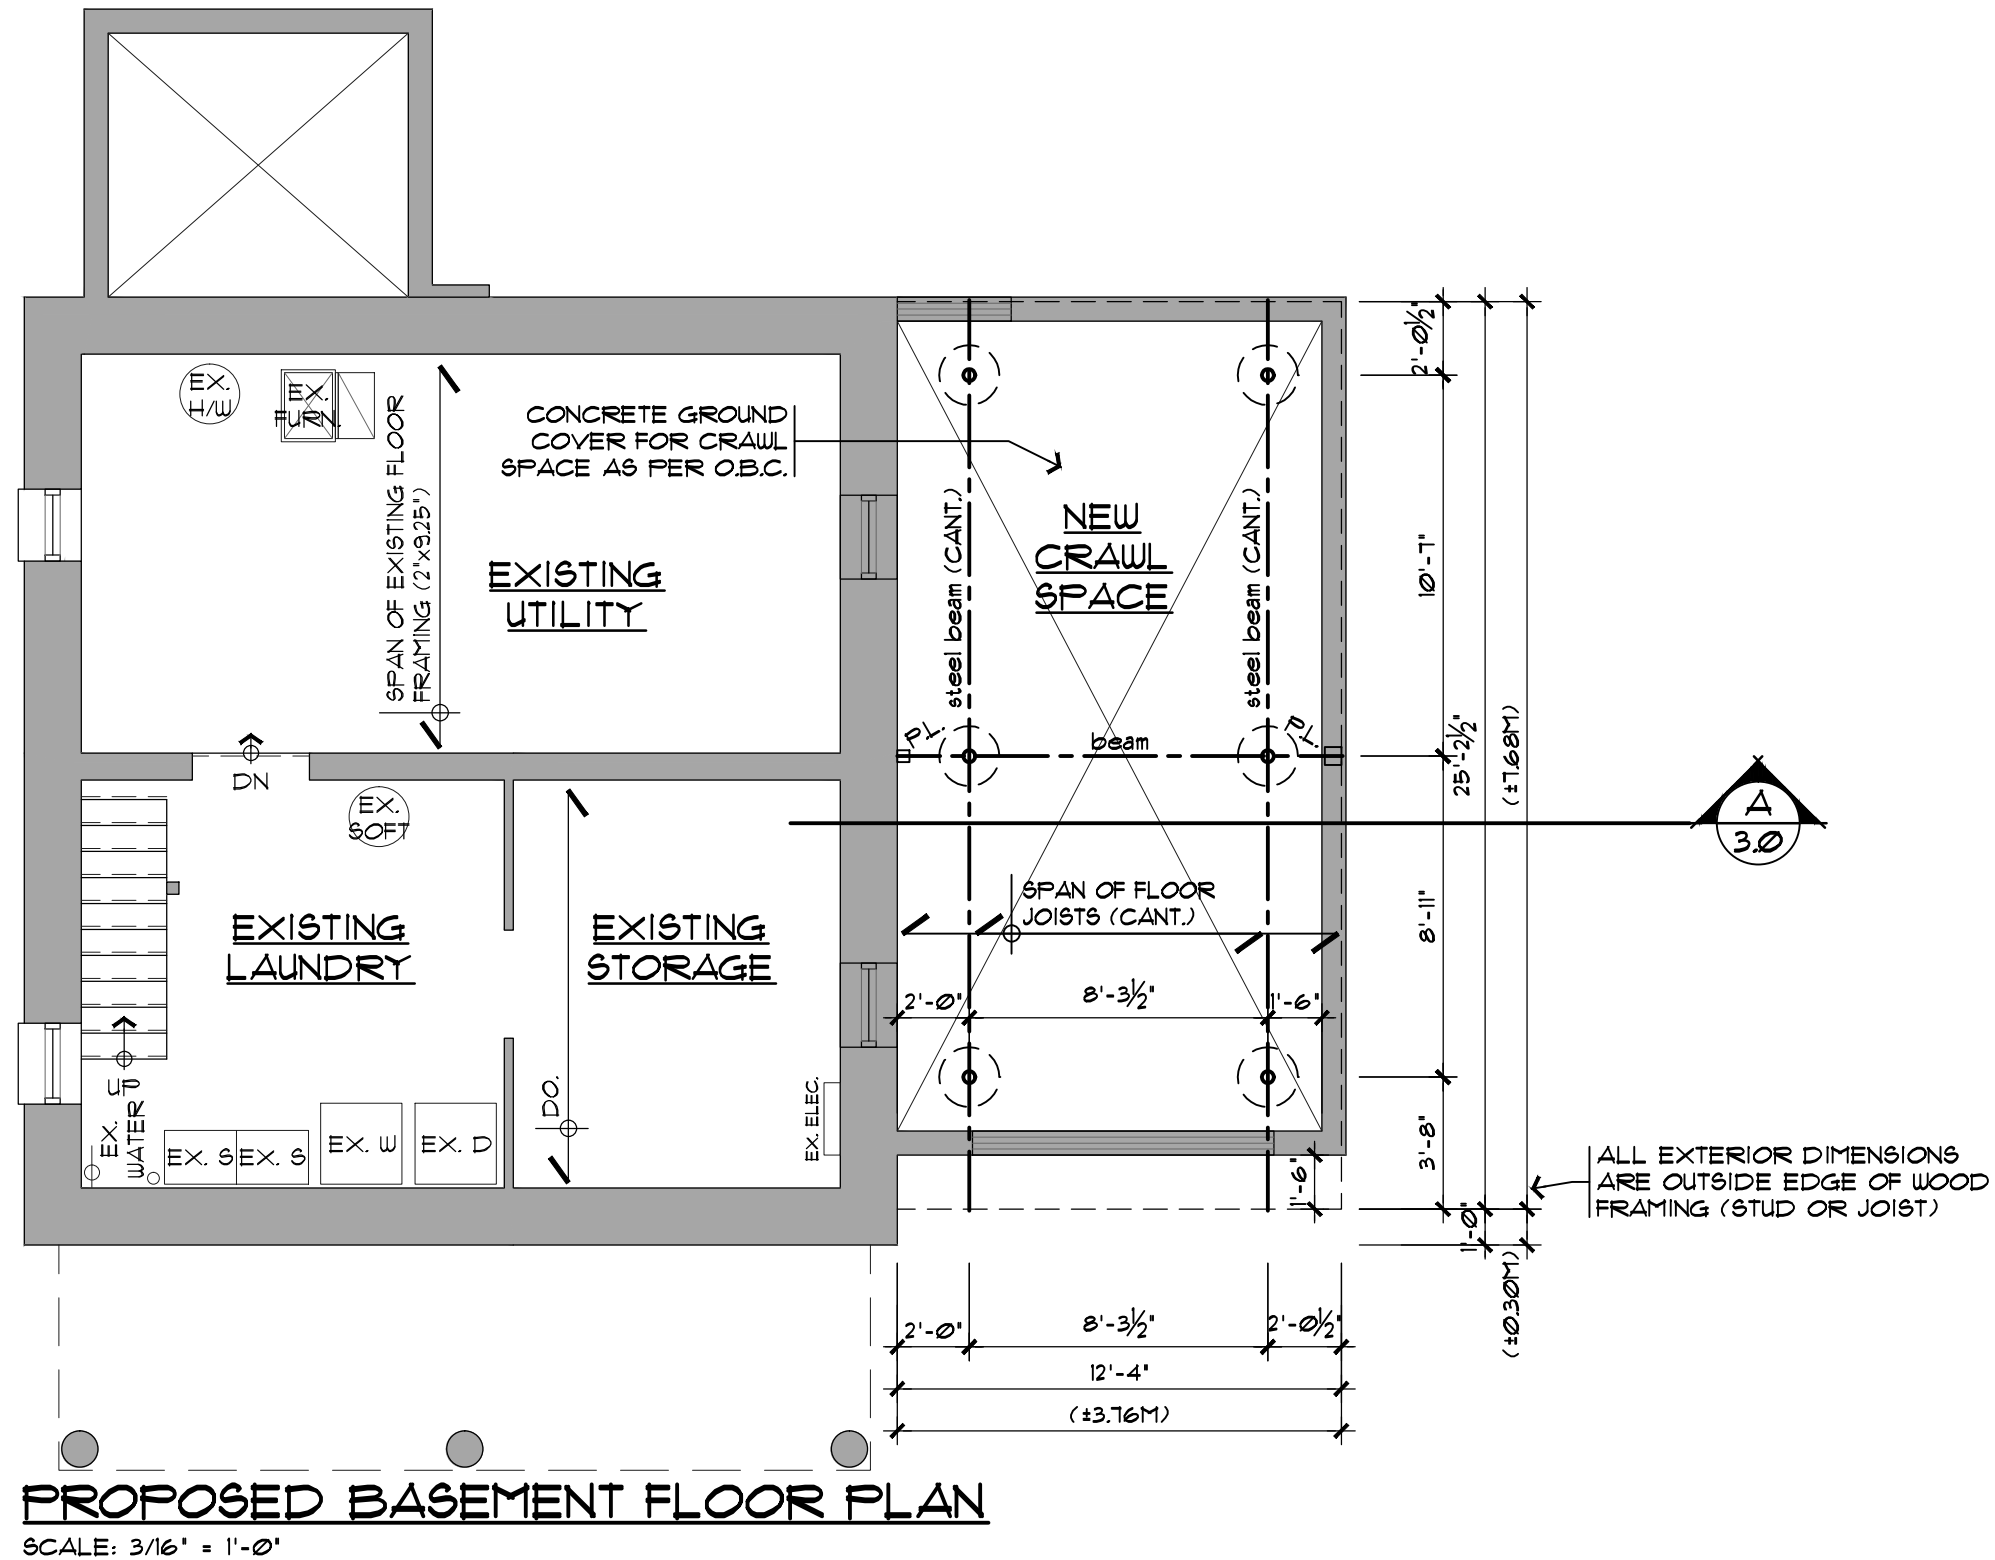 EX.
H/W
EX.
FURN.
SPAN OF EXISTING FLOOR
FRAMING (2"x9.25")
CONCRETE GROUND
COVER FOR CRAWL
SPACE AS PER O.B.C.
EXISTING
UTILITY
NEW
CRAWL
SPACE
steel beam (CANT.)
steel beam (CANT.)
P.L.
beam
P.L.
2'-0½"
10'-7"
25'-2½"
(±7.68M)
8'-11"
3'-8"
1'-0"
(±0.30M)
A
3.0
DN
EX.
SOFT
EXISTING
LAUNDRY
EXISTING
STORAGE
SPAN OF FLOOR
JOISTS (CANT.)
2'-0"
8'-3½"
1'-6"
UP
EX.
WATER
EX. S
EX. S
EX. W
EX. D
DO.
EX. ELEC.
1'-6"
ALL EXTERIOR DIMENSIONS
ARE OUTSIDE EDGE OF WOOD
FRAMING (STUD OR JOIST)
2'-0"
8'-3½"
2'-0½"
12'-4"
(±3.76M)
PROPOSED BASEMENT FLOOR PLAN
SCALE: 3/16" = 1'-0"